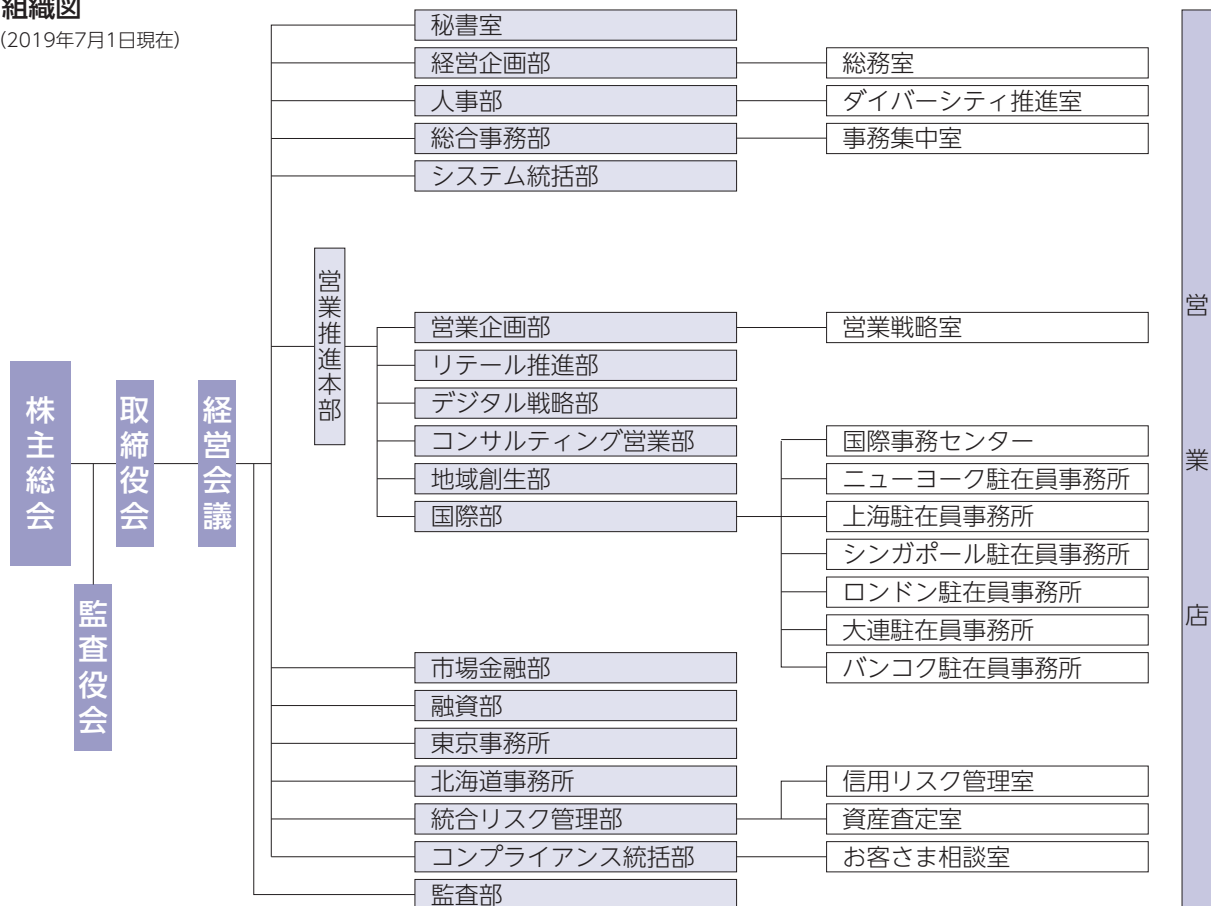 組織図
(2019年7月1日現在)
株主総会
監査役会
取締役会
経営会議
秘書室
経営企画部
総務室
人事部
ダイバーシティ推進室
総合事務部
事務集中室
システム統括部
営業推進本部
営業企画部
営業戦略室
リテール推進部
デジタル戦略部
コンサルティング営業部
地域創生部
国際部
国際事務センター
ニューヨーク駐在員事務所
上海駐在員事務所
シンガポール駐在員事務所
ロンドン駐在員事務所
大連駐在員事務所
バンコク駐在員事務所
市場金融部
融資部
東京事務所
北海道事務所
統合リスク管理部
信用リスク管理室
資産査定室
コンプライアンス統括部
お客さま相談室
監査部
営業店